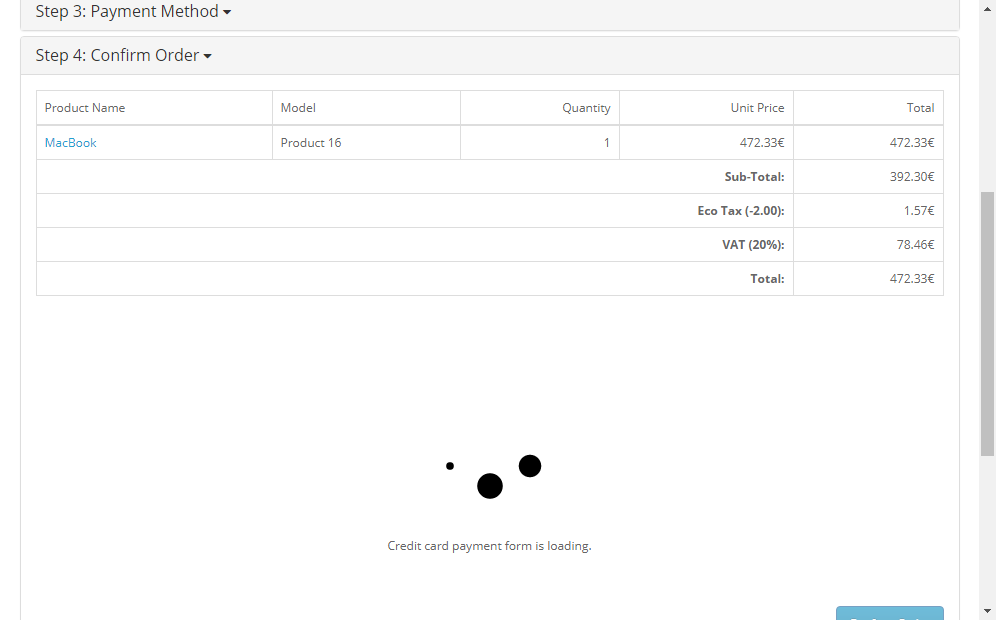 Step 3: Payment Method
Step 4: Confirm Order
Product Name Model Quantity Unit Price Total
MacBook Product 16 1 472.33€ 472.33€
Sub-Total: 392.30€
Eco Tax (-2.00): 1.57€
VAT (20%): 78.46€
Total: 472.33€
Credit card payment form is loading.